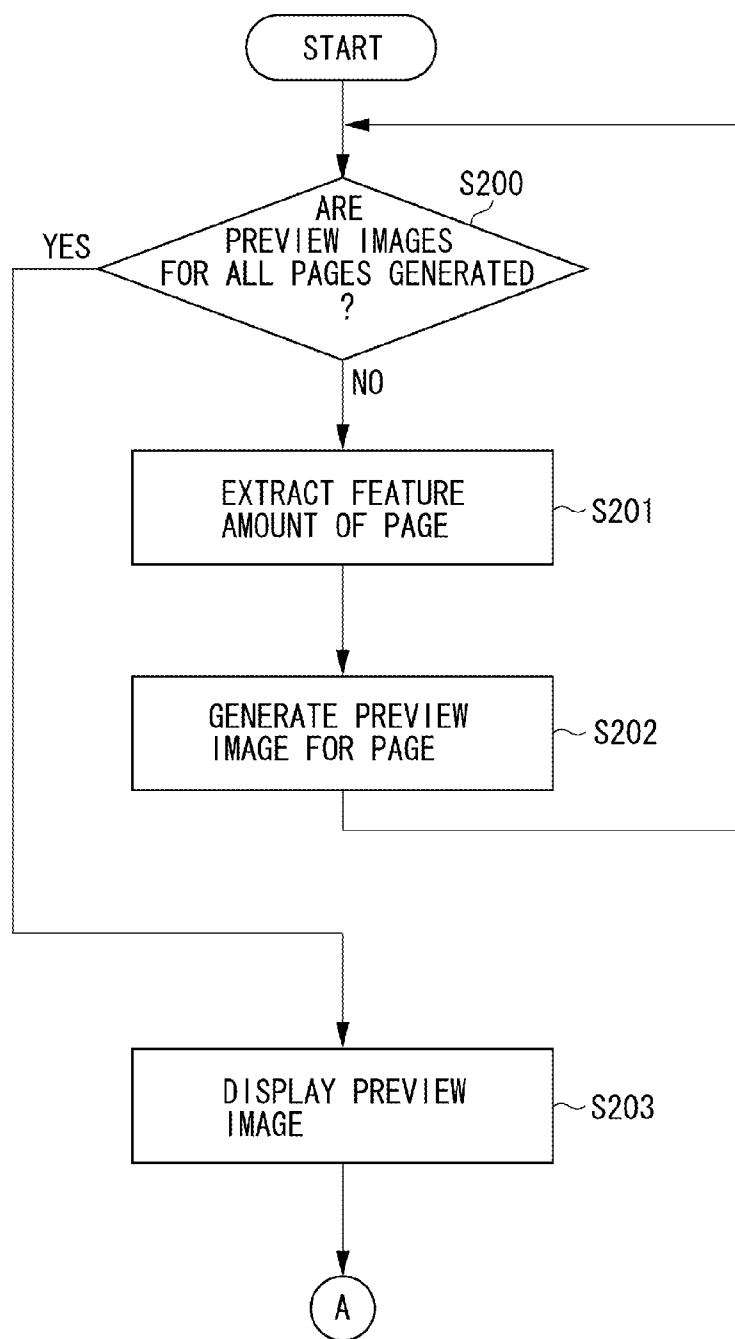 START
S200
ARE
PREVIEW IMAGES
FOR ALL PAGES GENERATED
?
YES
NO
EXTRACT FEATURE
AMOUNT OF PAGE
S201
GENERATE PREVIEW
IMAGE FOR PAGE
S202
DISPLAY PREVIEW
IMAGE
S203
A